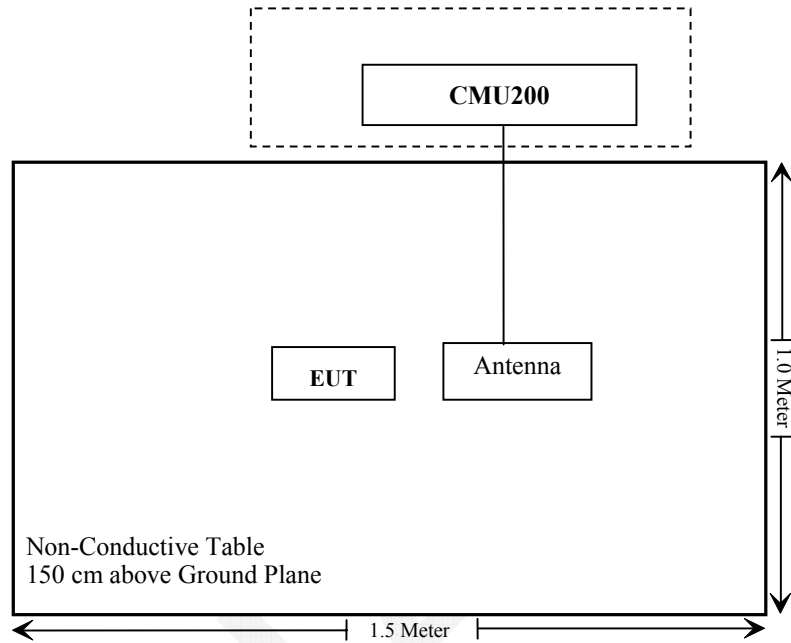 CMU200
EUT
Antenna
1.0 Meter
Non-Conductive Table
150 cm above Ground Plane
1.5 Meter